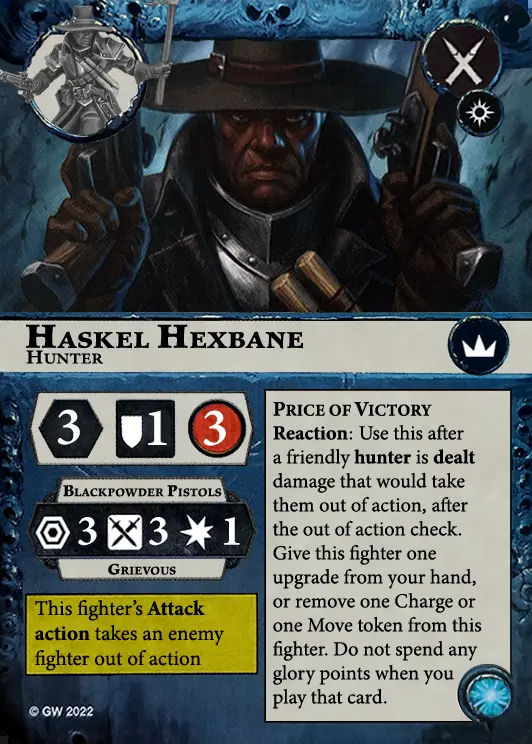 HASKEL HEXBANE
HUNTER
3 1 3
BLACKPOWDER PISTOLS
3 3 1
GRIEVOUS
This fighter's Attack
action takes an enemy
fighter out of action
PRICE OF VICTORY
Reaction: Use this after
a friendly hunter is dealt
damage that would take
them out of action, after
the out of action check.
Give this fighter one
upgrade from your hand,
or remove one Charge or
one Move token from this
fighter. Do not spend any
glory points when you
play that card.
© GW 2022